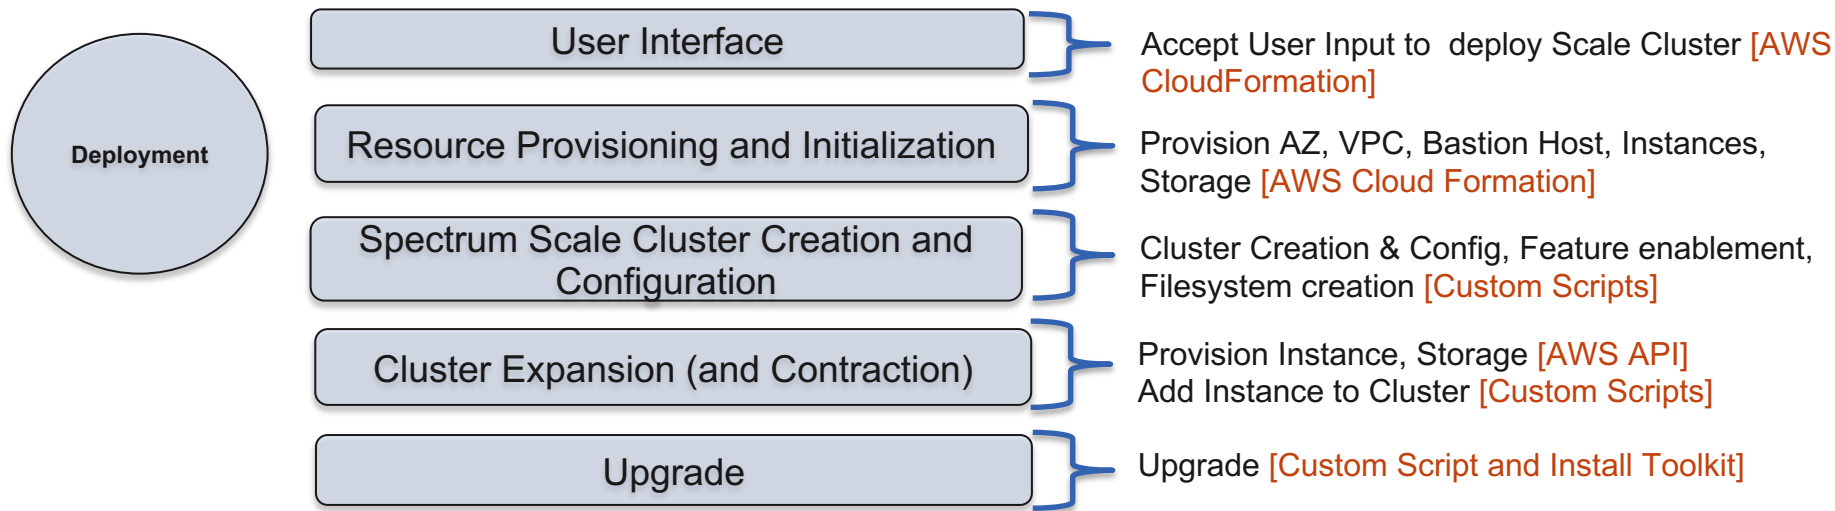 Deployment
User Interface
Accept User Input to deploy Scale Cluster [AWS
CloudFormation]
Resource Provisioning and Initialization
Provision AZ, VPC, Bastion Host, Instances,
Storage [AWS Cloud Formation]
Spectrum Scale Cluster Creation and
Configuration
Cluster Creation & Config, Feature enablement,
Filesystem creation [Custom Scripts]
Cluster Expansion (and Contraction)
Provision Instance, Storage [AWS API]
Add Instance to Cluster [Custom Scripts]
Upgrade
Upgrade [Custom Script and Install Toolkit]